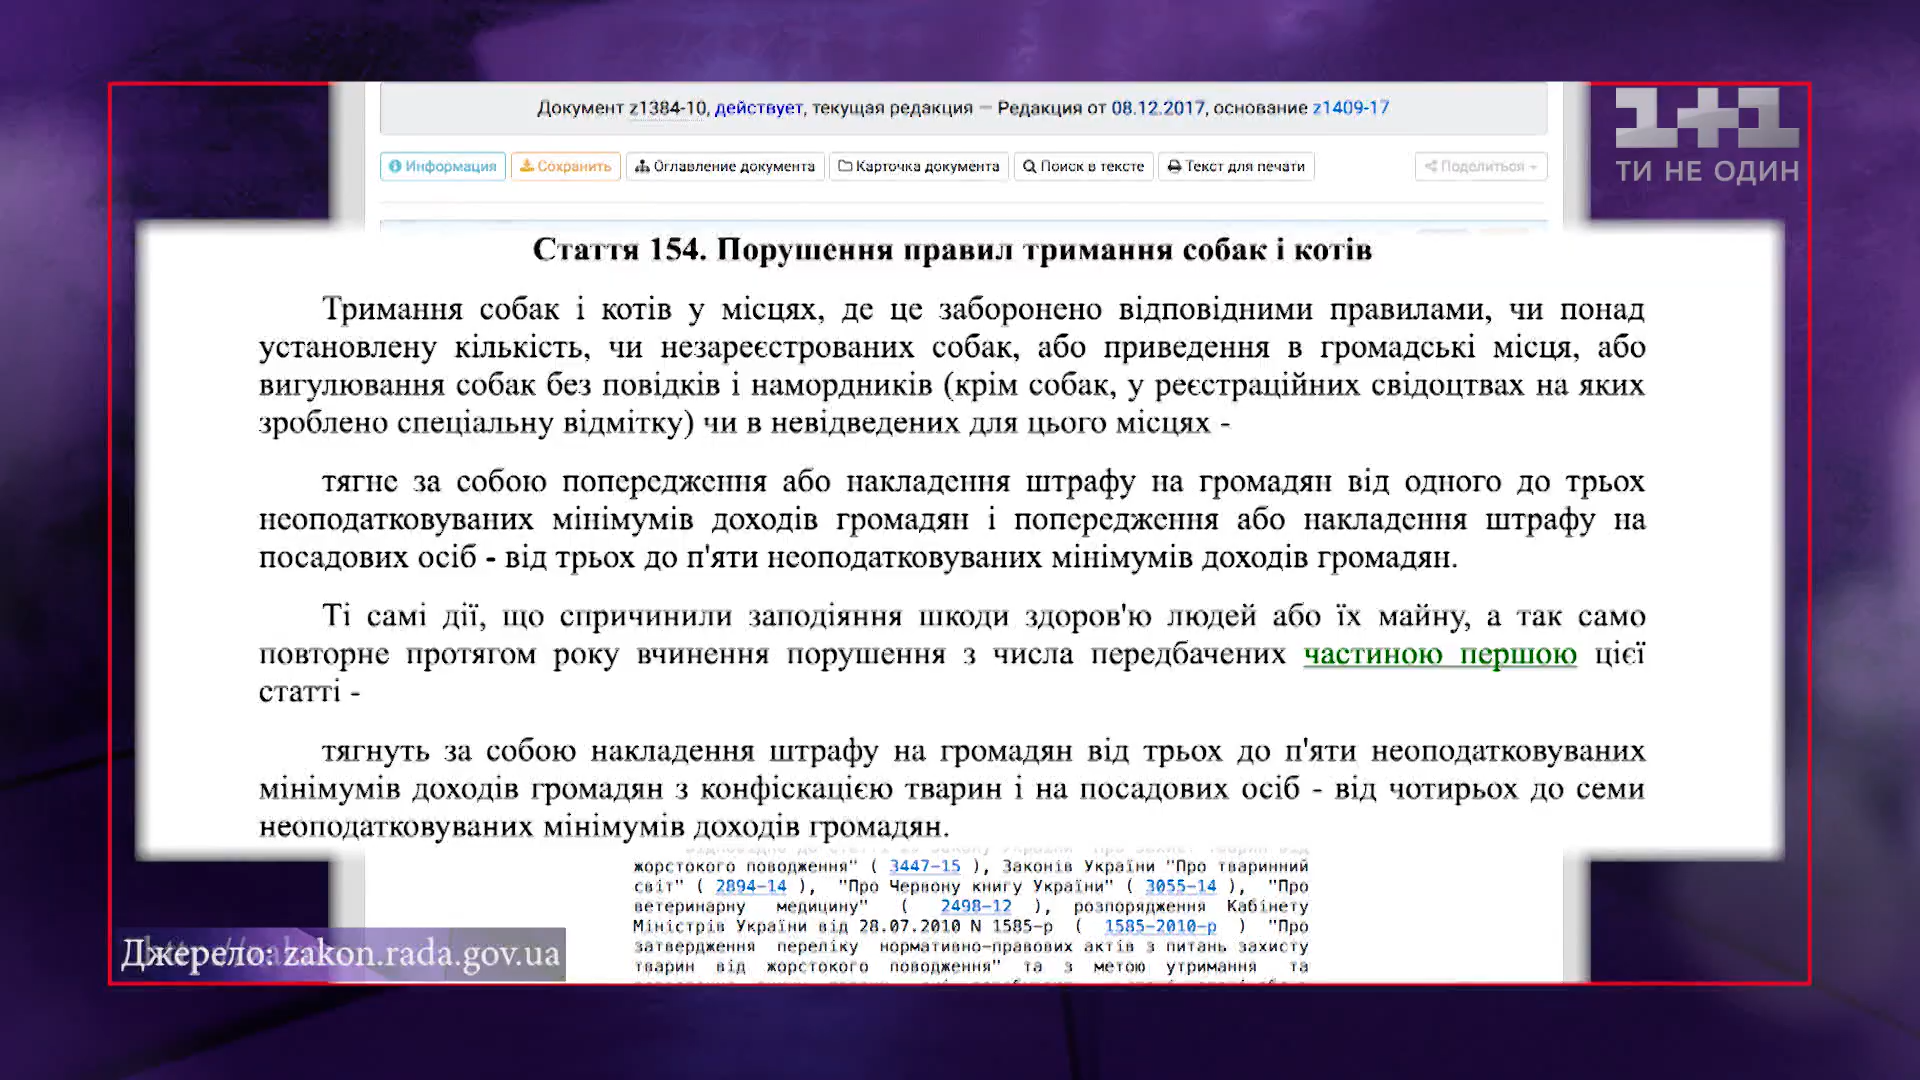 Документ z1384-10, действует, текущая редакция — Редакция от 08.12.2017, основание z1409-17
Информация Сохранить Оглавление документа Карточка документа Поиск в тексте Текст для печати Поделиться
1+1
ТИ НЕ ОДИН
Стаття 154. Порушення правил тримання собак і котів
Тримання собак і котів у місцях, де це заборонено відповідними правилами, чи понад
установлену кількість, чи незареєстрованих собак, або приведення в громадські місця, або
вигулювання собак без повідків і намордників (крім собак, у реєстраційних свідоцтвах на яких
зроблено спеціальну відмітку) чи в невідведених для цього місцях -
тягне за собою попередження або накладення штрафу на громадян від одного до трьох
неоподатковуваних мінімумів доходів громадян і попередження або накладення штрафу на
посадових осіб - від трьох до п'яти неоподатковуваних мінімумів доходів громадян.
Ті самі дії, що спричинили заподіяння шкоди здоров'ю людей або їх майну, а так само
повторне протягом року вчинення порушення з числа передбачених частиною першою цієї
статті -
тягнуть за собою накладення штрафу на громадян від трьох до п'яти неоподатковуваних
мінімумів доходів громадян з конфіскацією тварин і на посадових осіб - від чотирьох до семи
неоподатковуваних мінімумів доходів громадян.
жорстокого поводження" ( 3447-15 ), Законів України "Про тваринний
світ" ( 2894-14 ), "Про Червону книгу України" ( 3055-14 ), "Про
ветеринарну медицину" ( 2498-12 ), розпорядження Кабінету
Міністрів України від 28.07.2010 N 1585-р ( 1585-2010-р ) "Про
затвердження переліку нормативно-правових актів з питань захисту
тварин від жорстокого поводження" та з метою утримання та
Джерело: zakon.rada.gov.ua